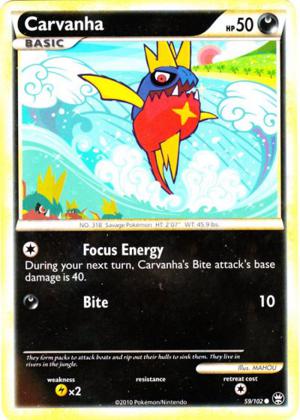 Carvanha
HP 50
BASIC
NO. 318 Savage Pokémon HT: 2'07" WT: 45.9 lbs.
Focus Energy
During your next turn, Carvanha's Bite attack's base
damage is 40.
Bite 10
They form packs to attack boats and rip out their hulls to sink them. They live in
rivers in the jungle.
Illus. MAHOU
weakness resistance retreat cost
×2
59/102
©2010 Pokémon/Nintendo